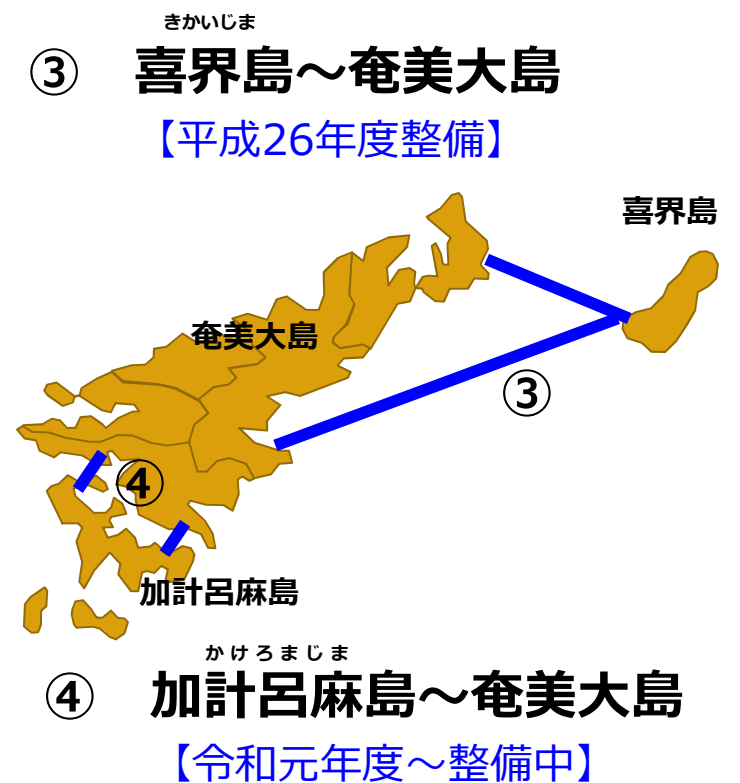 きかいじま
③ 喜界島～奄美大島
【平成26年度整備】
喜界島
奄美大島
③
④
加計呂麻島
かけろまじま
④ 加計呂麻島～奄美大島
【令和元年度～整備中】